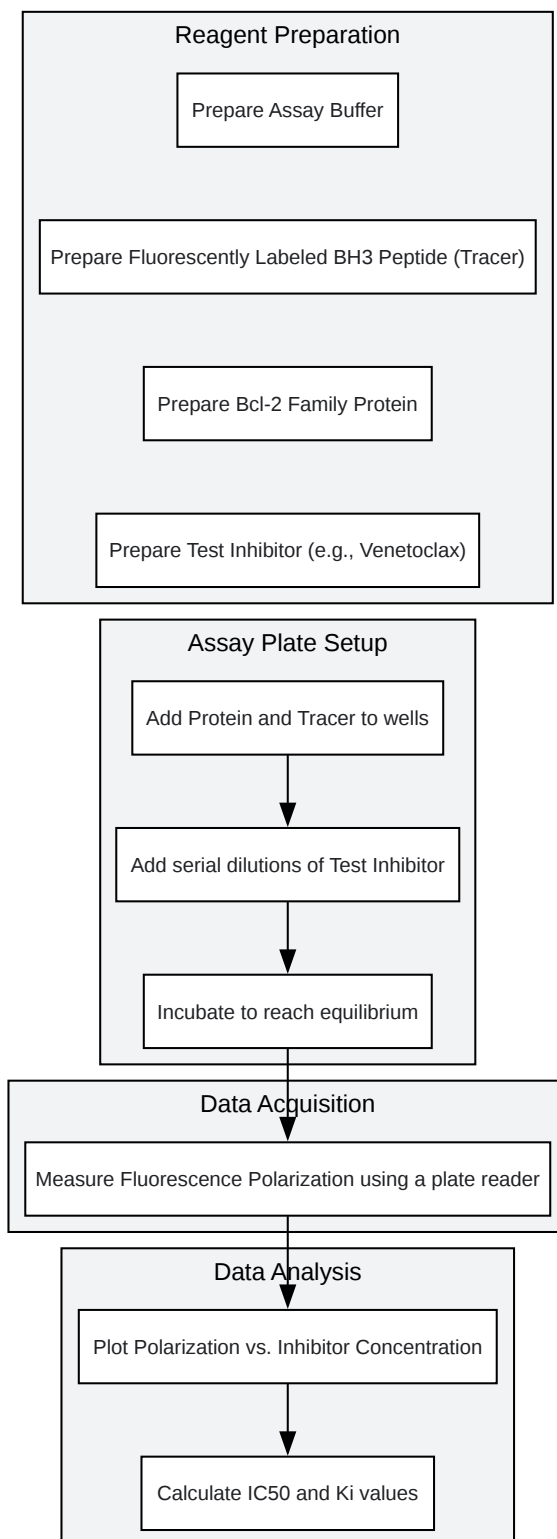 Reagent Preparation
Prepare Assay Buffer
Prepare Fluorescently Labeled BH3 Peptide (Tracer)
Prepare Bcl-2 Family Protein
Prepare Test Inhibitor (e.g., Venetoclax)
Assay Plate Setup
Add Protein and Tracer to wells
Add serial dilutions of Test Inhibitor
Incubate to reach equilibrium
Data Acquisition
Measure Fluorescence Polarization using a plate reader
Data Analysis
Plot Polarization vs. Inhibitor Concentration
Calculate IC50 and Ki values